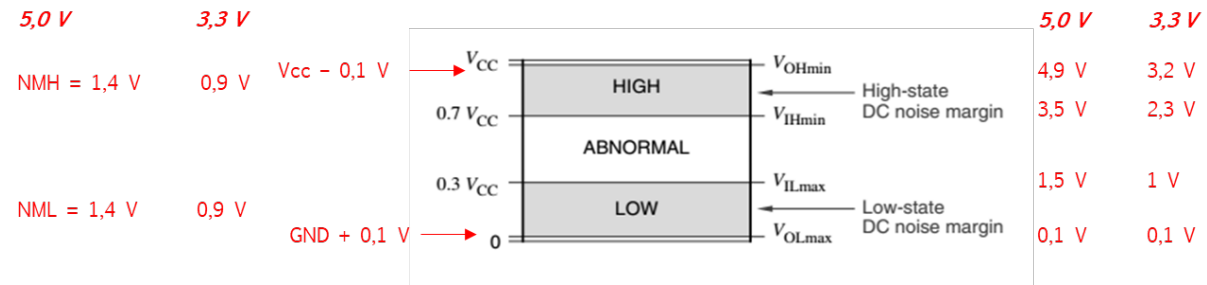 5,0 V 3,3 V 5,0 V 3,3 V
Vcc – 0,1 V VCC VOHmin 4,9 V 3,2 V
NMH = 1,4 V 0,9 V HIGH High-state
0.7 VCC VIHmin DC noise margin 3,5 V 2,3 V
ABNORMAL
0.3 VCC VILmax 1,5 V 1 V
NML = 1,4 V 0,9 V LOW Low-state
GND + 0,1 V 0 VOLmax DC noise margin 0,1 V 0,1 V